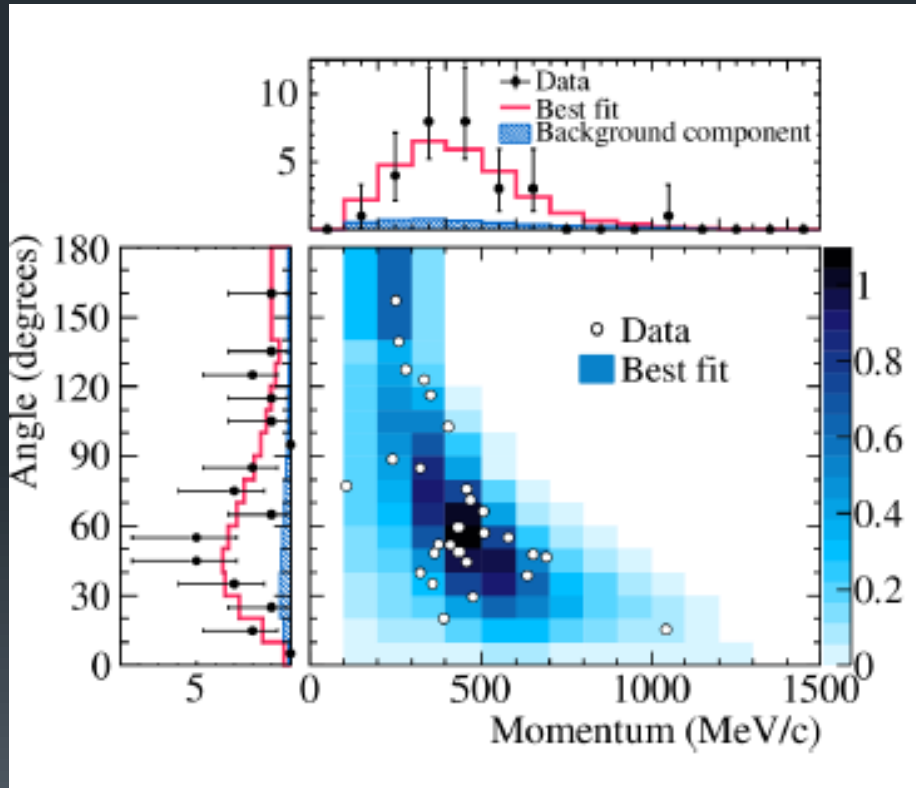 10
5
Data
Best fit
Background component
Angle (degrees)
180
150
120
90
60
30
0
5
Data
Best fit
1
0.8
0.6
0.4
0.2
0
0
500
1000
1500
Momentum (MeV/c)